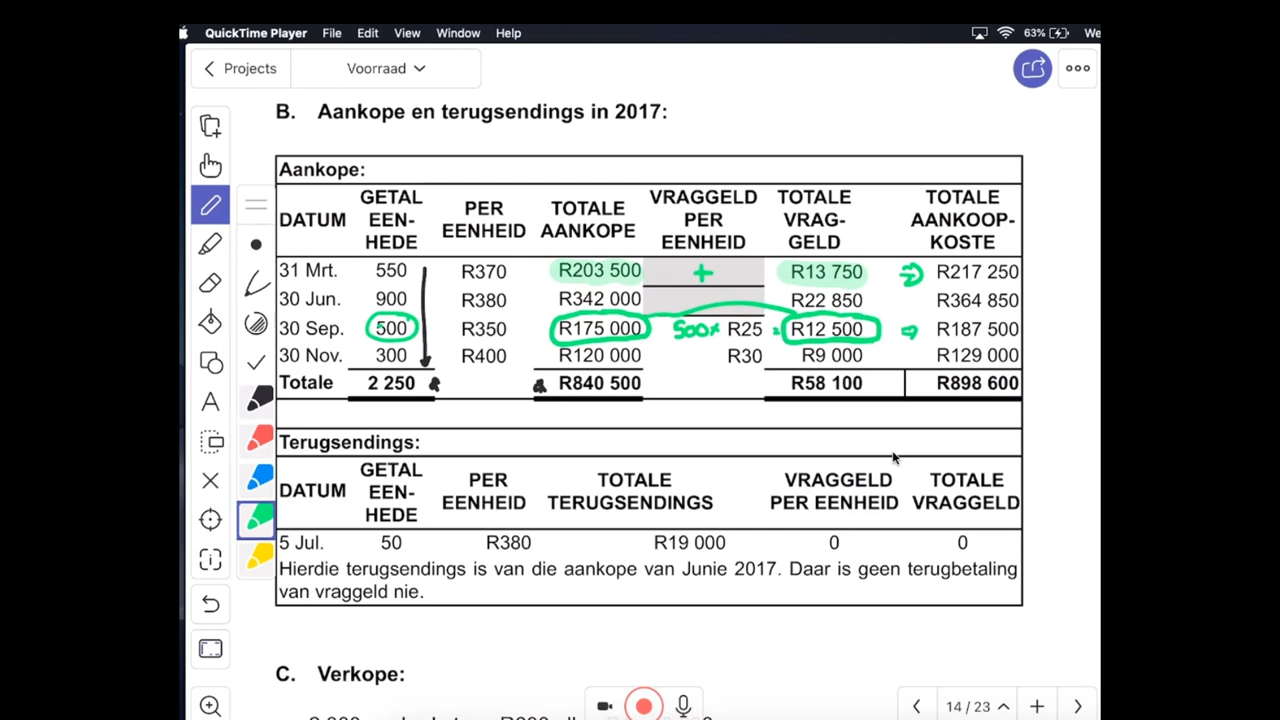 QuickTime Player File Edit View Window Help 63% We
Projects Voorraad
B. Aankope en terugsendings in 2017:
Aankope:
DATUM GETAL EEN-HEDE PER EENHEID TOTALE AANKOPE VRAGGELD PER EENHEID TOTALE VRAG-GELD TOTALE AANKOOP-KOSTE
31 Mrt. 550 R370 R203 500 + R13 750 ⇒ R217 250
30 Jun. 900 R380 R342 000 R22 850 R364 850
30 Sep. 500 R350 R175 000 500× R25 = R12 500 ⇒ R187 500
30 Nov. 300 R400 R120 000 R30 R9 000 R129 000
Totale 2 250 R840 500 R58 100 R898 600
Terugsendings:
DATUM GETAL EEN-HEDE PER EENHEID TOTALE TERUGSENDINGS VRAGGELD PER EENHEID TOTALE VRAGGELD
5 Jul. 50 R380 R19 000 0 0
Hierdie terugsendings is van die aankope van Junie 2017. Daar is geen terugbetaling
van vraggeld nie.
C. Verkope:
14 / 23